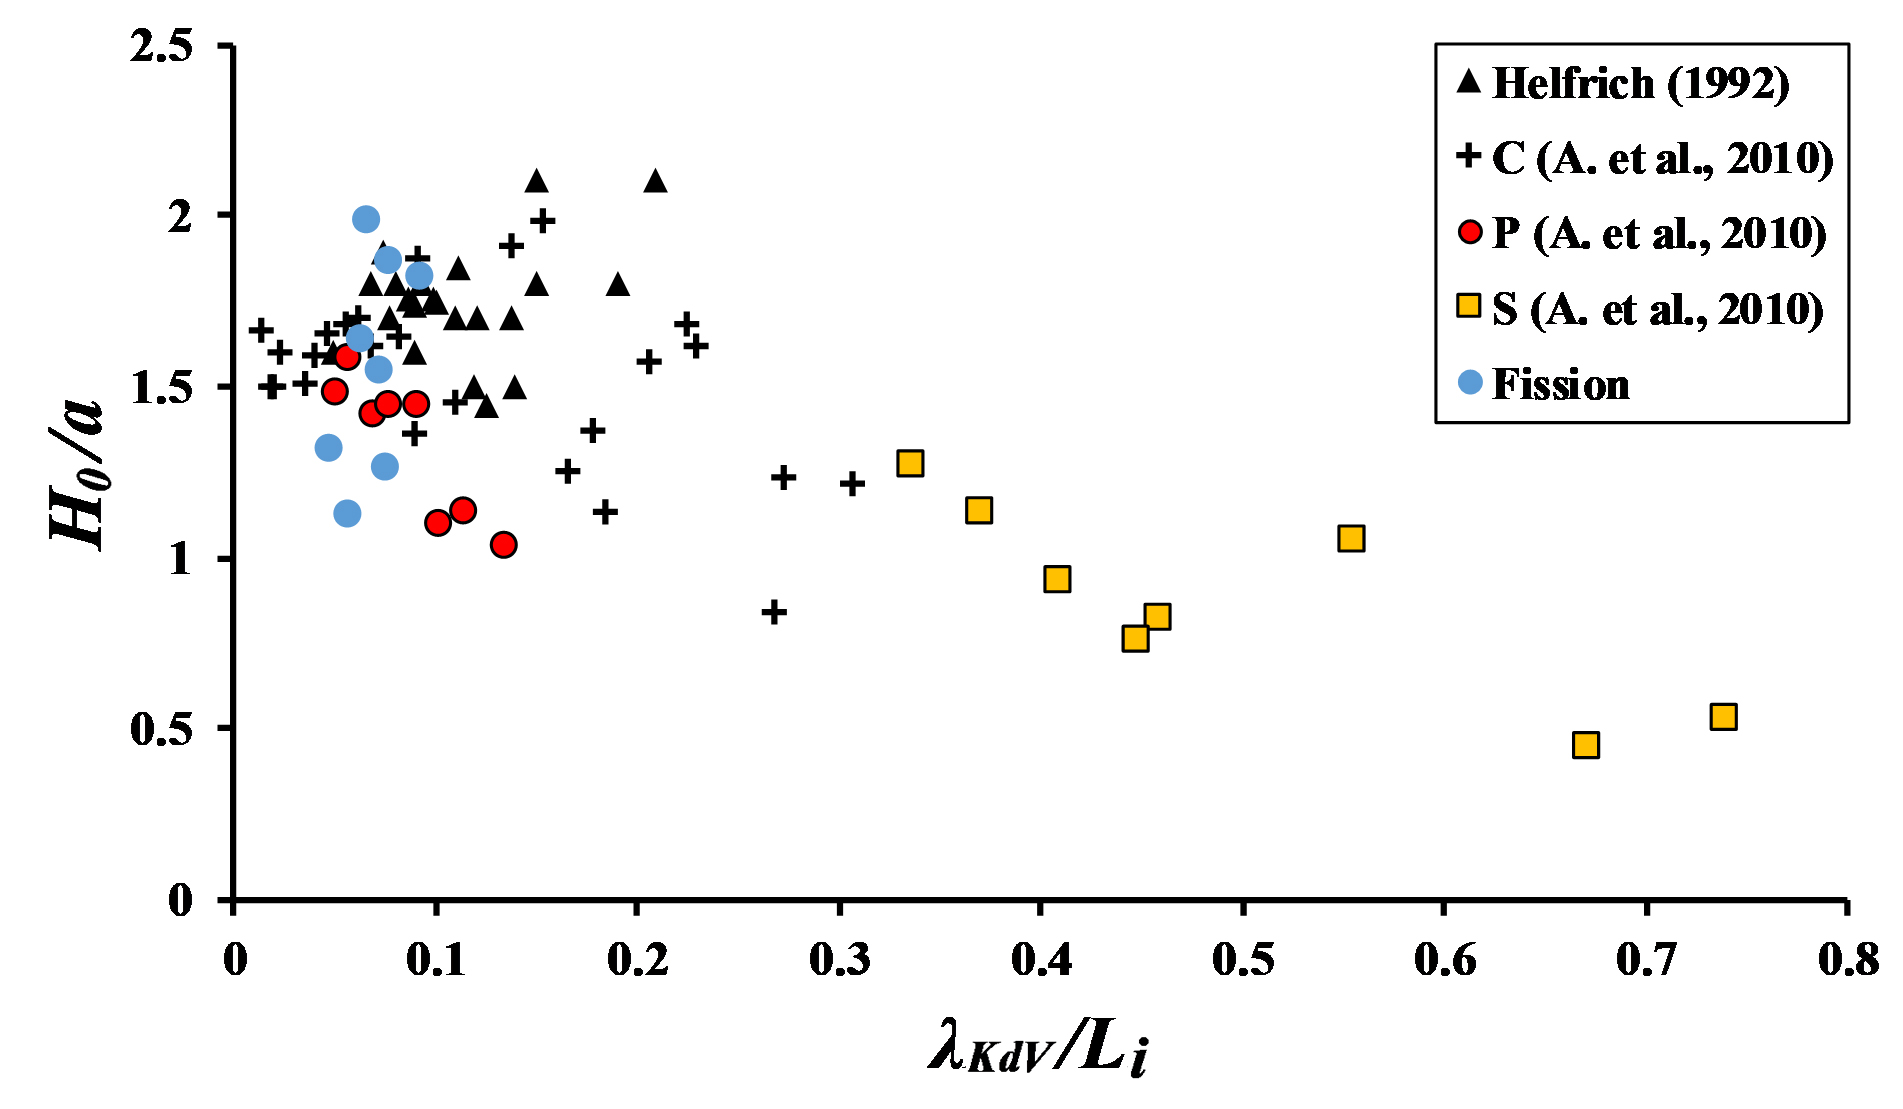 2.5
2
1.5
1
0.5
0
H0/a
0 0.1 0.2 0.3 0.4 0.5 0.6 0.7 0.8
λKdV/Li
Helfrich (1992)
C (A. et al., 2010)
P (A. et al., 2010)
S (A. et al., 2010)
Fission